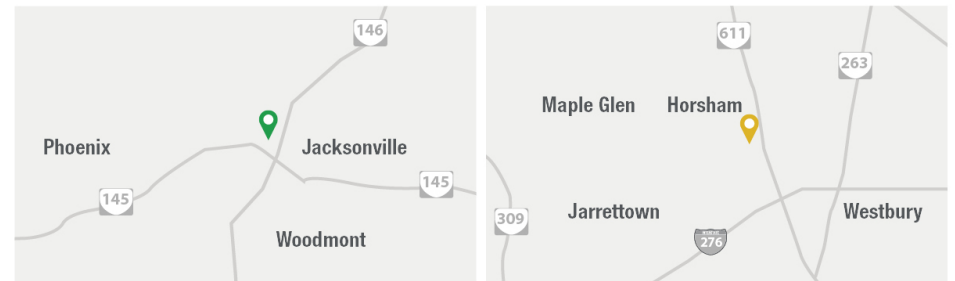 146
Phoenix
Jacksonville
145
145
Woodmont
611
263
Maple Glen
Horsham
309
Jarrettown
Westbury
276